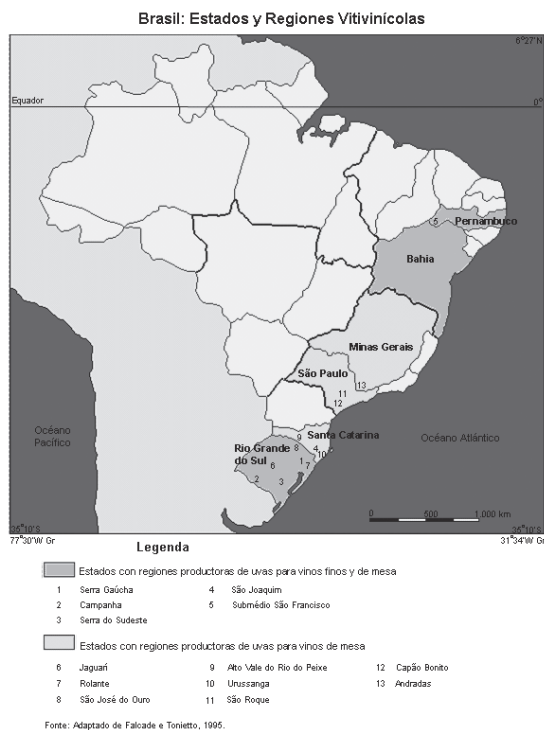 Brasil: Estados y Regiones Vitivinícolas
6°27'N
Equador
0°
5
Pernambuco
Bahia
Minas Gerais
São Paulo
13
11
12
Océano
Pacífico
9
Santa Catarina
8
4
10
Rio Grande
do Sul
6
1
7
2
3
Océano Atlántico
0 500 1,000 km
35°10'S
35°10'S
77°30'W Gr
31°34'W Gr
Legenda
Estados con regiones productoras de uvas para vinos finos y de mesa
1 Serra Gaúcha
2 Campanha
3 Serra do Sudeste
4 São Joaquim
5 Submédio São Francisco
Estados con regiones productoras de uvas para vinos de mesa
6 Jaguari
7 Rolante
8 São José do Ouro
9 Alto Vale do Rio do Peixe
10 Urussanga
11 São Roque
12 Capão Bonito
13 Andradas
Fonte: Adaptado de Falcade e Tonietto, 1995.